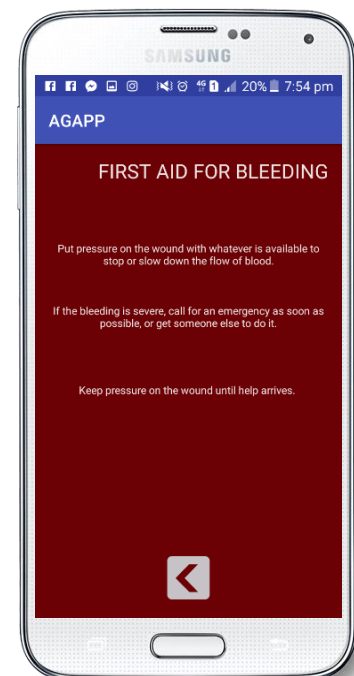 SAMSUNG
4G 1 20% 7:54 pm
AGAPP
FIRST AID FOR BLEEDING
Put pressure on the wound with whatever is available to
stop or slow down the flow of blood.
If the bleeding is severe, call for an emergency as soon as
possible, or get someone else to do it.
Keep pressure on the wound until help arrives.